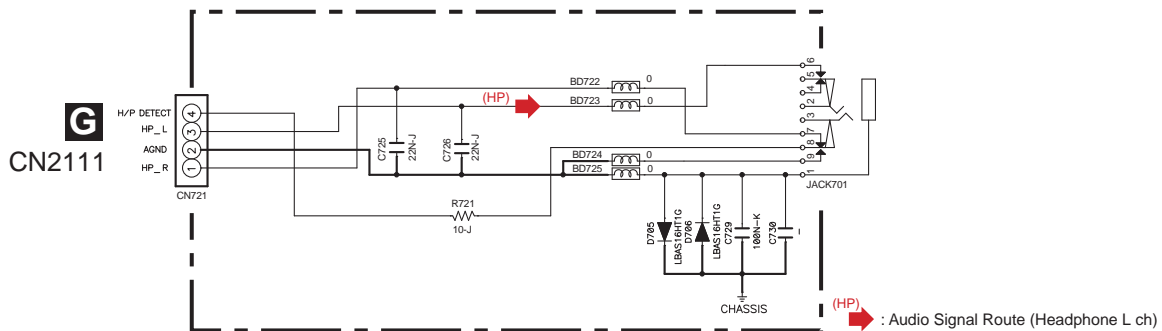 G
CN2111
H/P DETECT
HP_L
AGND
HP_R
4
3
2
1
CN721
C725
22N-J
C726
22N-J
(HP)
BD722
0
BD723
0
BD724
0
BD725
0
R721
10-J
6
5
4
2
3
7
8
9
1
JACK701
D705
LBAS16HT1G
D706
LBAS16HT1G
C729
100N-K
C730
-
CHASSIS
(HP)
: Audio Signal Route (Headphone L ch)